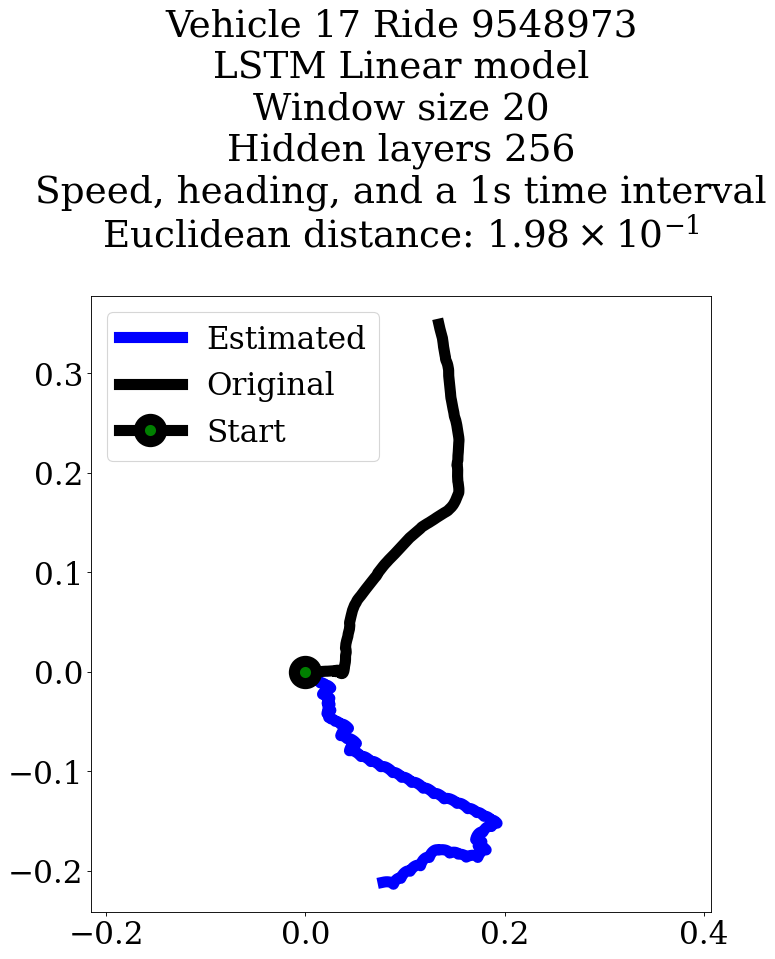 Vehicle 17 Ride 9548973
LSTM Linear model
Window size 20
Hidden layers 256
Speed, heading, and a 1s time interval
Euclidean distance: 1.98 × 10⁻¹
Estimated
Original
Start
0.3
0.2
0.1
0.0
−0.1
−0.2
−0.2 0.0 0.2 0.4